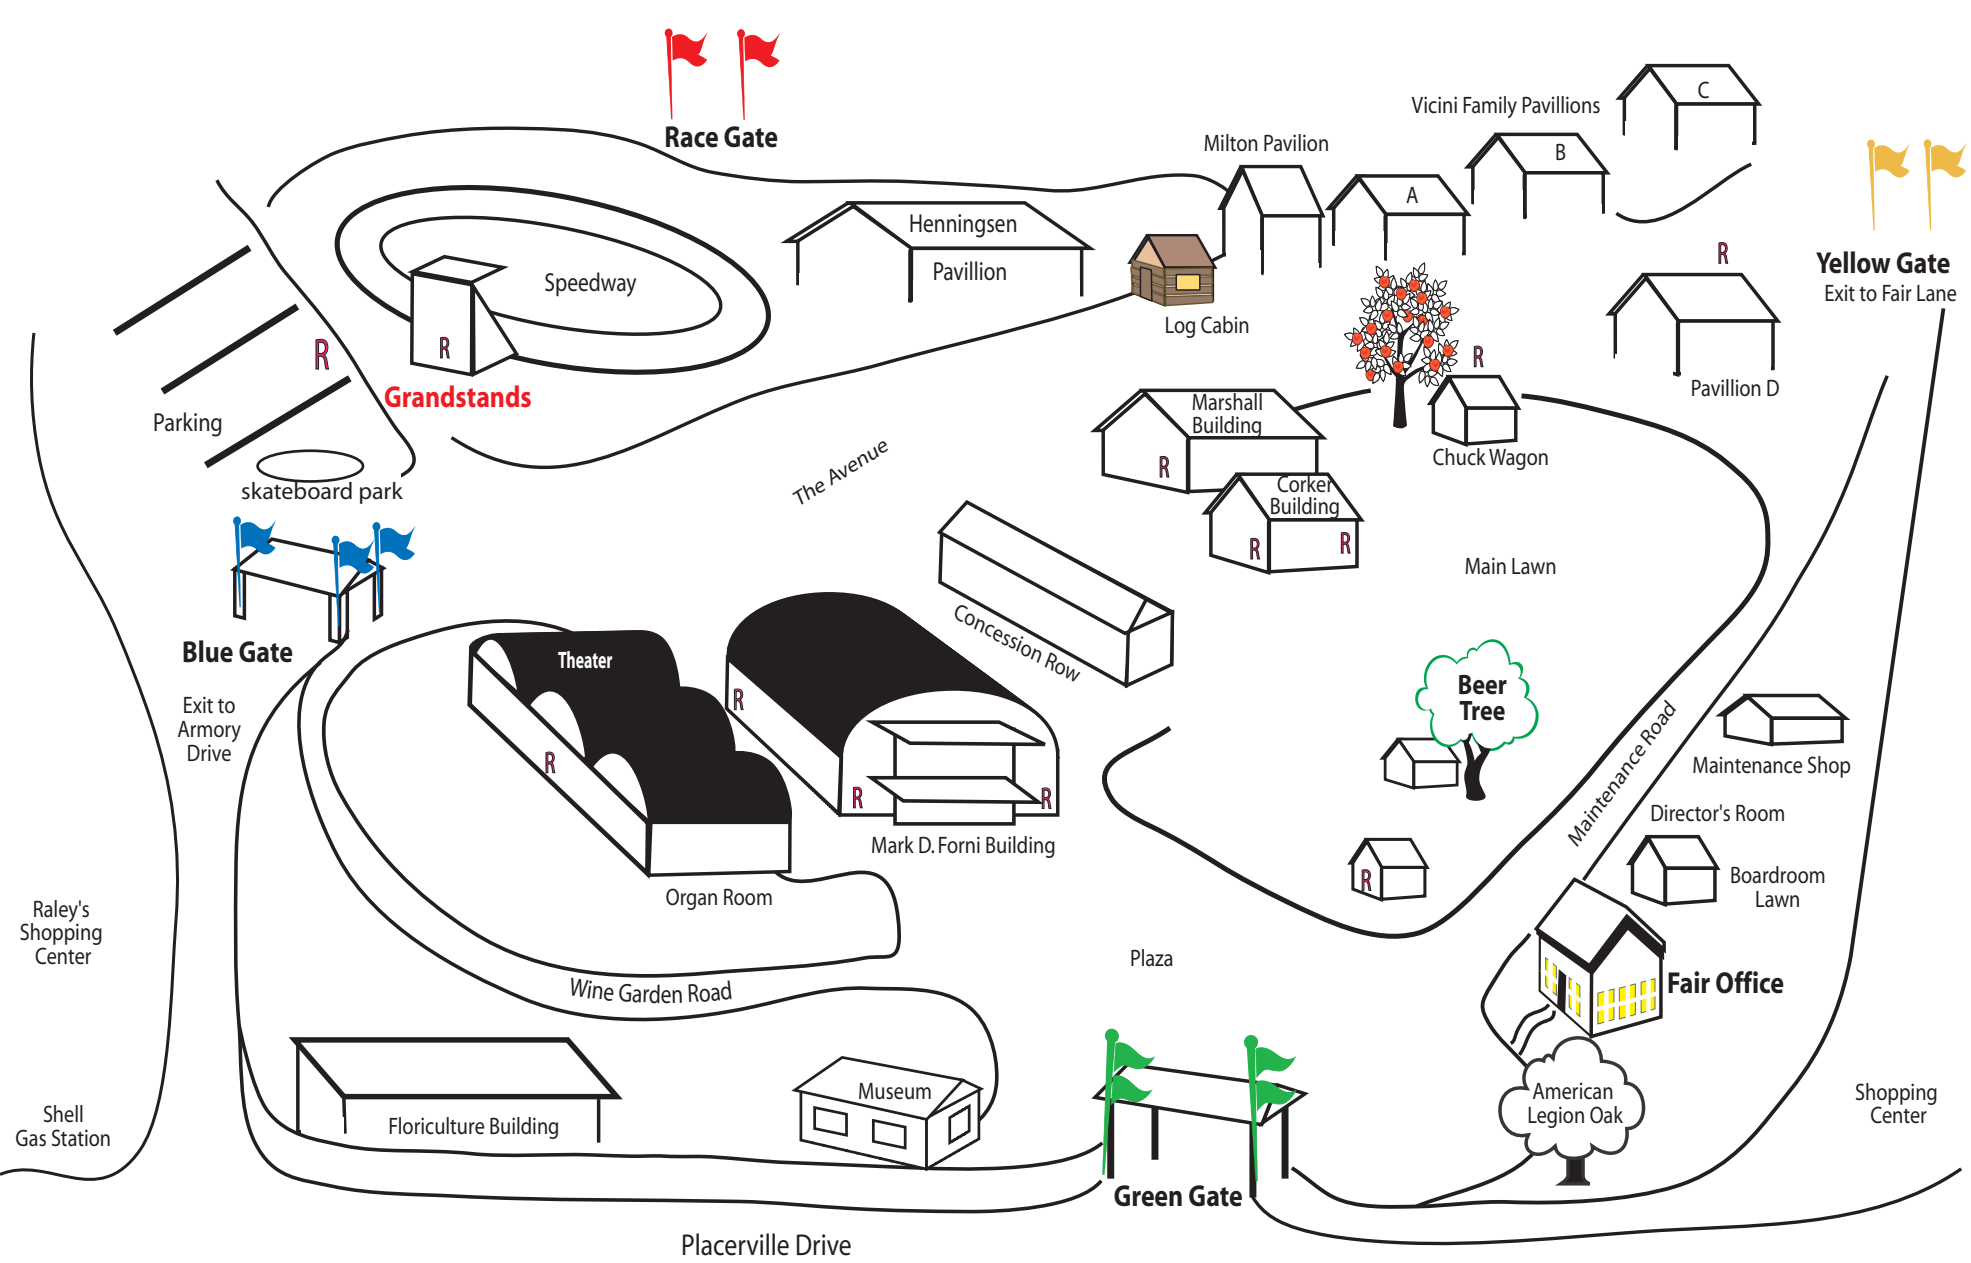 Race Gate
Vicini Family Pavillions
C
B
A
Milton Pavilion
Henningsen
Pavillion
Speedway
R
Yellow Gate
Exit to Fair Lane
Log Cabin
R
R
R
Grandstands
Parking
Pavillion D
Marshall
Building
R
Chuck Wagon
The Avenue
skateboard park
Corker
Building
R
R
Main Lawn
Concession Row
Blue Gate
Exit to
Armory
Drive
Theater
R
R
R
R
Mark D. Forni Building
Organ Room
Beer
Tree
R
Maintenance Road
Maintenance Shop
Director's Room
Boardroom
Lawn
Raley's
Shopping
Center
Plaza
Wine Garden Road
Fair Office
Museum
Floriculture Building
American
Legion Oak
Shopping
Center
Shell
Gas Station
Green Gate
Placerville Drive